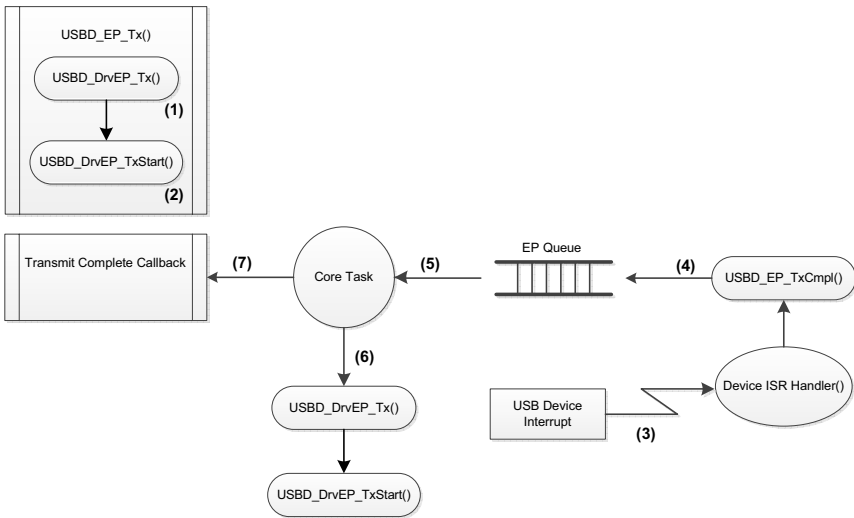 USBD_EP_Tx()
USBD_DrvEP_Tx()
(1)
USBD_DrvEP_TxStart()
(2)
Transmit Complete Callback
(7)
Core Task
(5)
EP Queue
(4)
USBD_EP_TxCmpl()
(6)
USBD_DrvEP_Tx()
USBD_DrvEP_TxStart()
USB Device
Interrupt
(3)
Device ISR Handler()